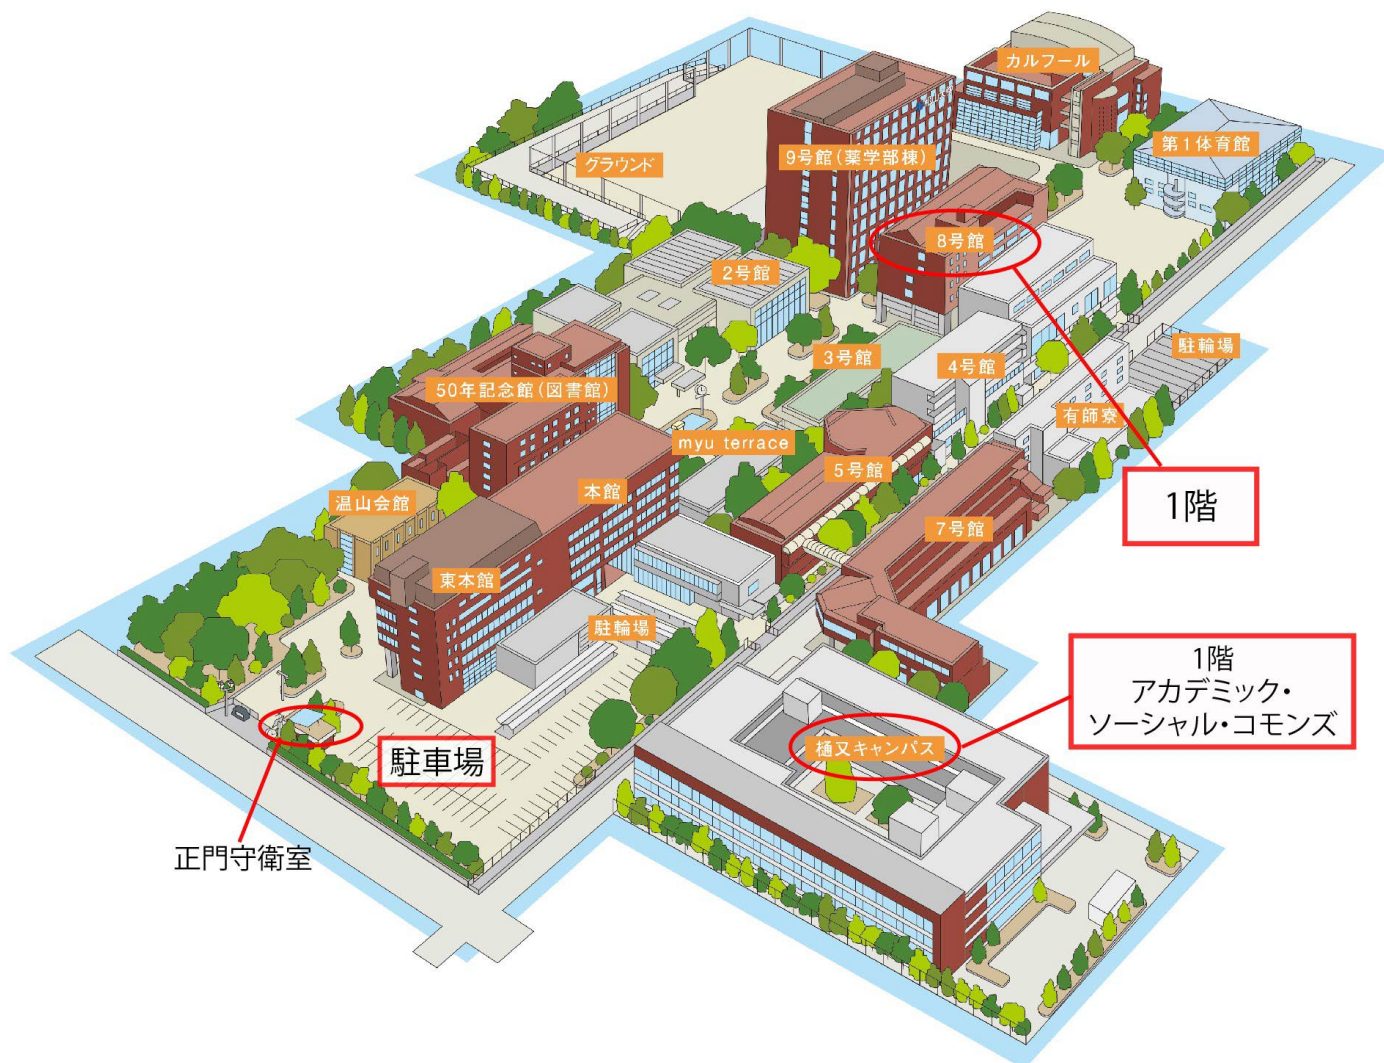 カルフール
第1体育館
9号館(薬学部棟)
グラウンド
8号館
2号館
3号館
4号館
駐輪場
50年記念館(図書館)
有師寮
myu terrace
5号館
本館
温山会館
7号館
1階
東本館
駐輪場
1階
アカデミック・
ソーシャル・コモンズ
樋又キャンパス
駐車場
正門守衛室